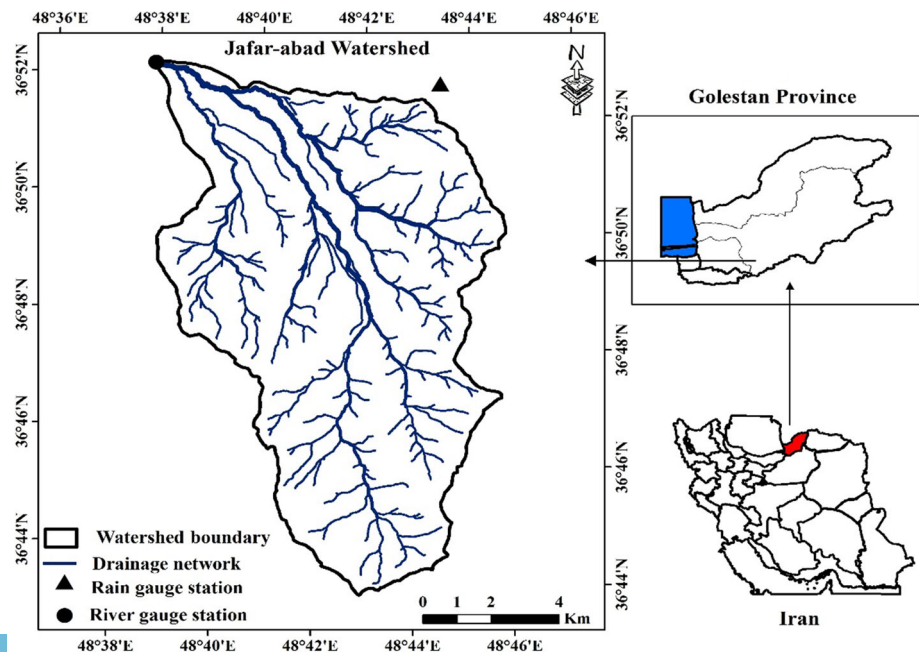 48°36'E 48°38'E 48°40'E 48°42'E 48°44'E 48°46'E
Jafar-abad Watershed
N
36°52'N
36°50'N
36°48'N
36°46'N
36°44'N
36°52'N
36°50'N
36°48'N
36°46'N
36°44'N
Golestan Province
Watershed boundary
Drainage network
Rain gauge station
River gauge station
0 1 2 4
Km
Iran
48°38'E 48°40'E 48°42'E 48°44'E 48°46'E